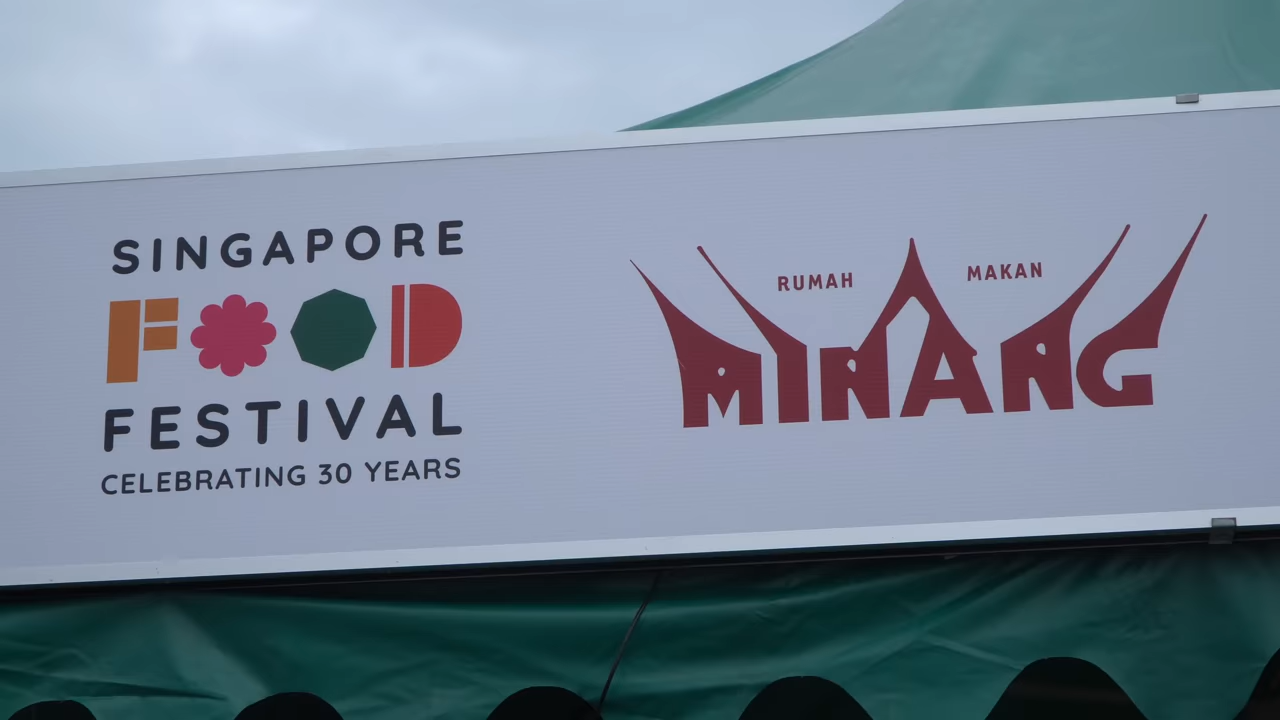 SINGAPORE
FOOD
FESTIVAL
CELEBRATING 30 YEARS
RUMAH MAKAN
MINANG